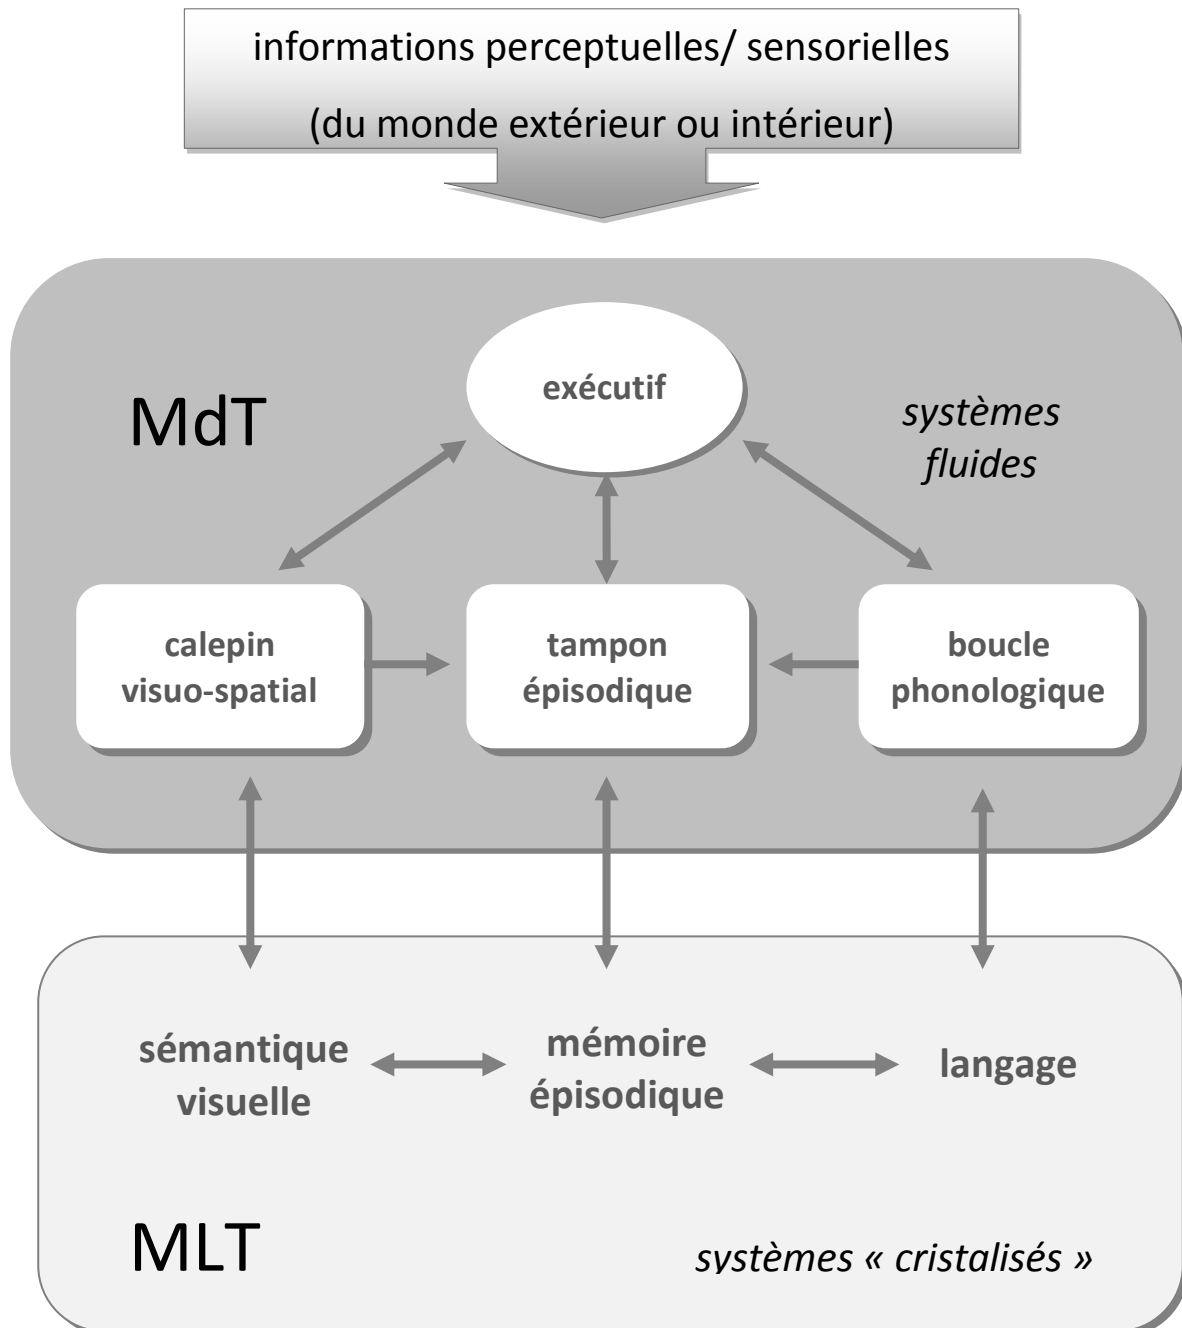 informations perceptuelles/ sensorielles
(du monde extérieur ou intérieur)
exécutif
MdT
systèmes
fluides
calepin
visuo-spatial
tampon
épisodique
boucle
phonologique
sémantique
visuelle
mémoire
épisodique
langage
MLT
systèmes « cristalisés »